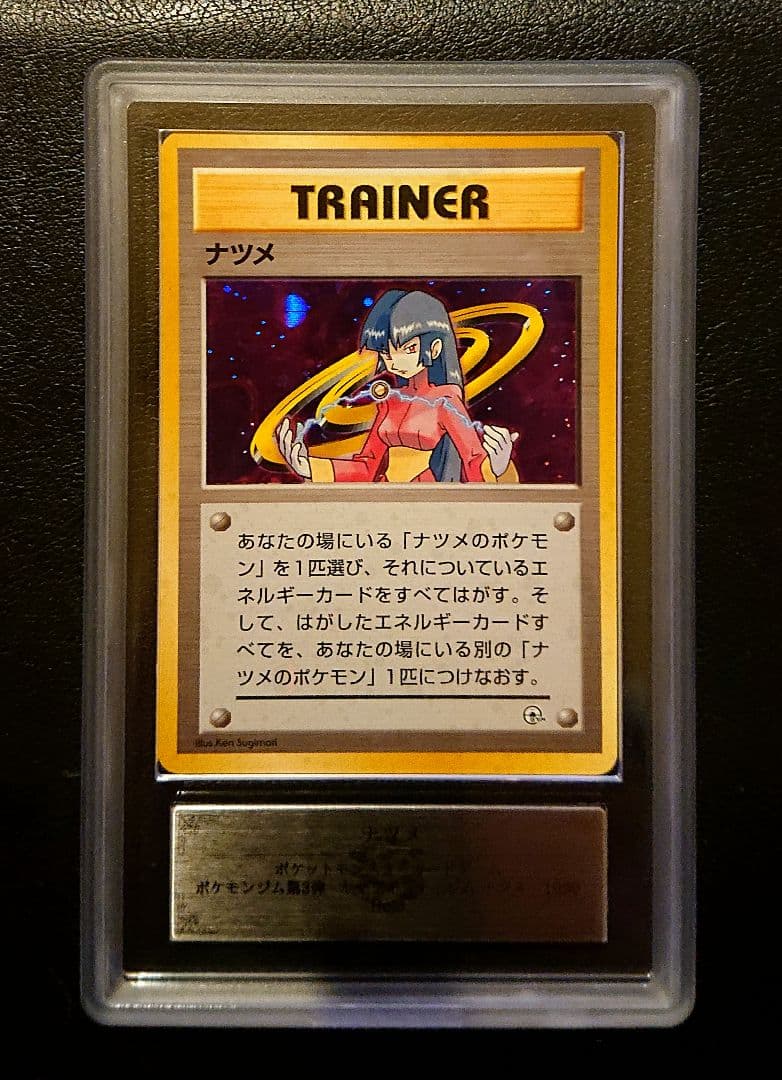 TRAINER
ナツメ
あなたの場にいる「ナツメのポケモ
ン」を1匹選び、それについているエ
ネルギーカードをすべてはがす。そ
して、はがしたエネルギーカードす
べてを、あなたの場にいる別の「ナ
ツメのポケモン」1匹につけなおす。
Illus.Ken Sugimori
ナツメ
ポケモンジム第3弾